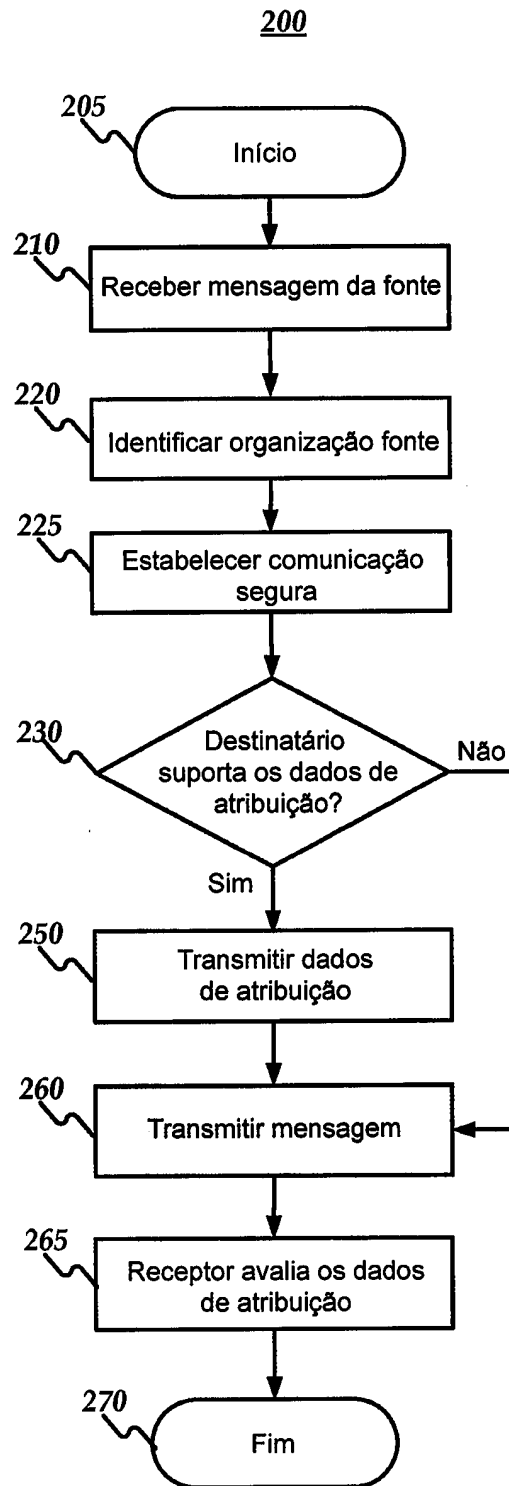 200
205
Início
210
Receber mensagem da fonte
220
Identificar organização fonte
225
Estabelecer comunicação
segura
230
Destinatário
suporta os dados de
atribuição?
Não
Sim
250
Transmitir dados
de atribuição
260
Transmitir mensagem
265
Receptor avalia os dados
de atribuição
270
Fim